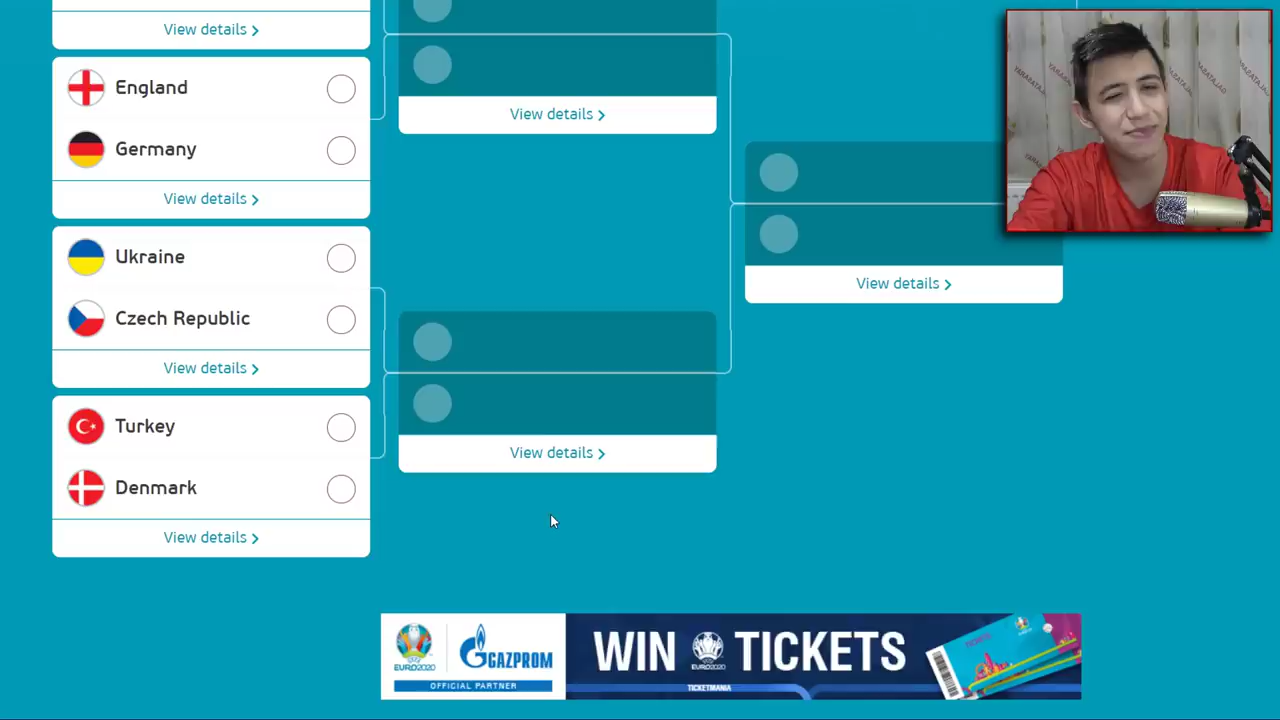 View details
England
Germany
View details
View details
Ukraine
Czech Republic
View details
View details
Turkey
Denmark
View details
View details
EURO2020
GAZPROM
OFFICIAL PARTNER
WIN TICKETS
TICKETMANIA